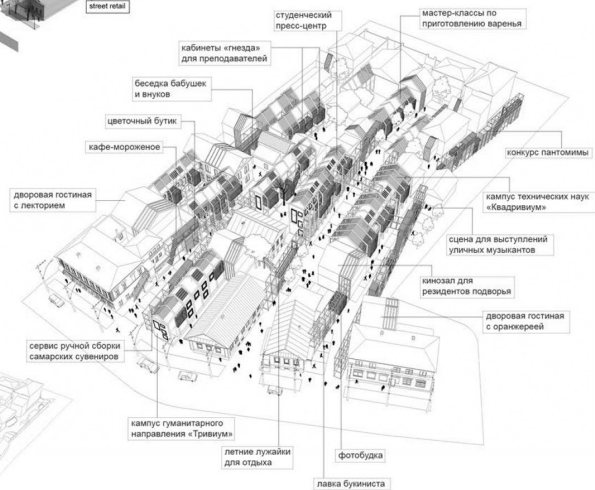 street retail
студенческий
пресс-центр
мастер-классы по
приготовлению варенья
кабинеты «гнезда»
для преподавателей
беседка бабушек
и внуков
цветочный бутик
кафе-мороженое
конкурс пантомимы
дворовая гостиная
с лекторием
кампус технических наук
«Квадривиум»
сцена для выступлений
уличных музыкантов
кинозал для
резидентов подворья
дворовая гостиная
с оранжереей
сервис ручной сборки
самарских сувениров
кампус гуманитарного
направления «Тривиум»
летние лужайки
для отдыха
фотобудка
лавка букиниста